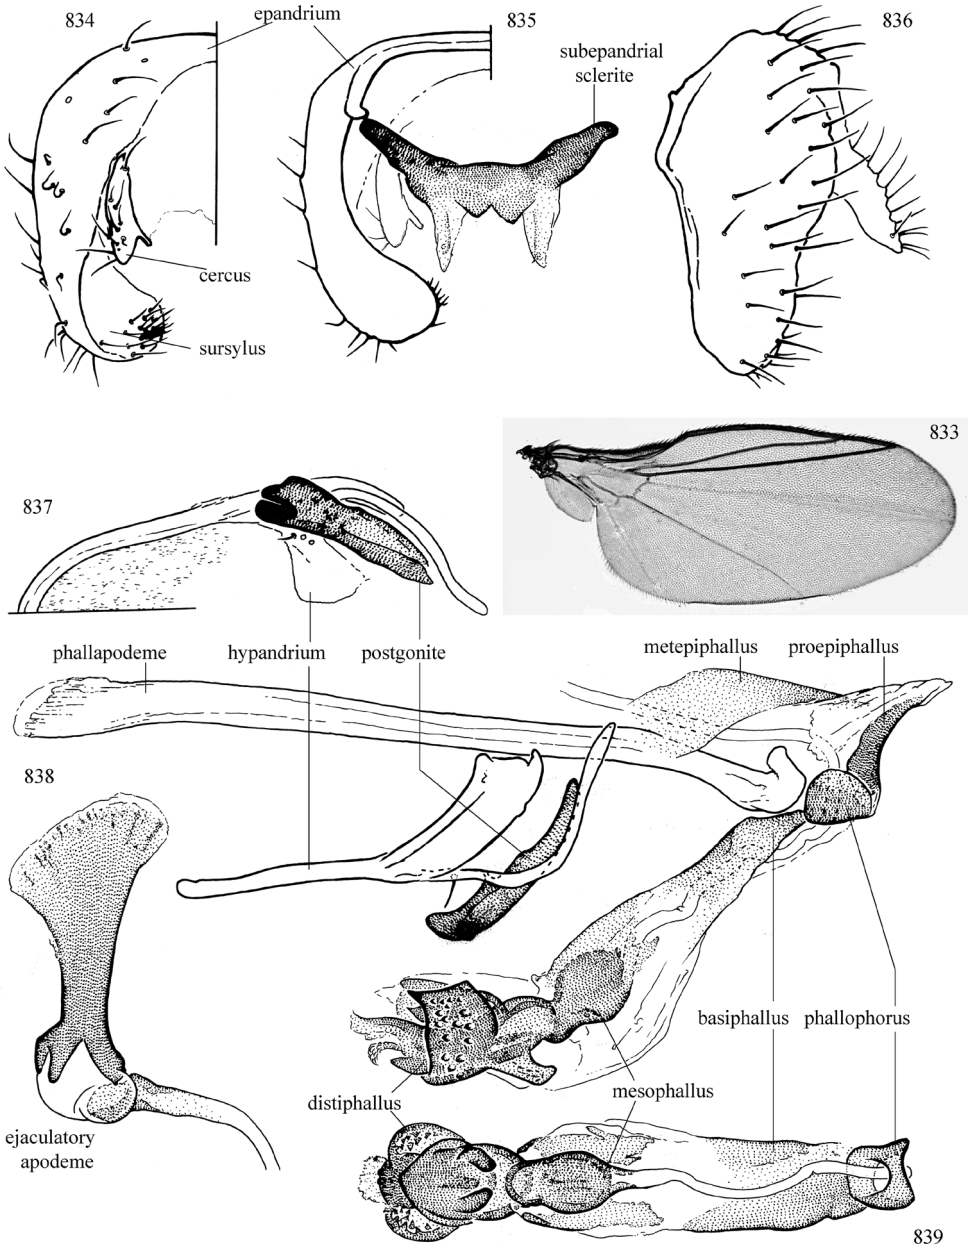 834
epandrium
835
836
subepandrial
sclerite
cercus
sursylus
833
837
phallapodeme
hypandrium
postgonite
metepiphallus
proepiphallus
838
basiphallus
phallophorus
distiphallus
mesophallus
ejaculatory
apodeme
839